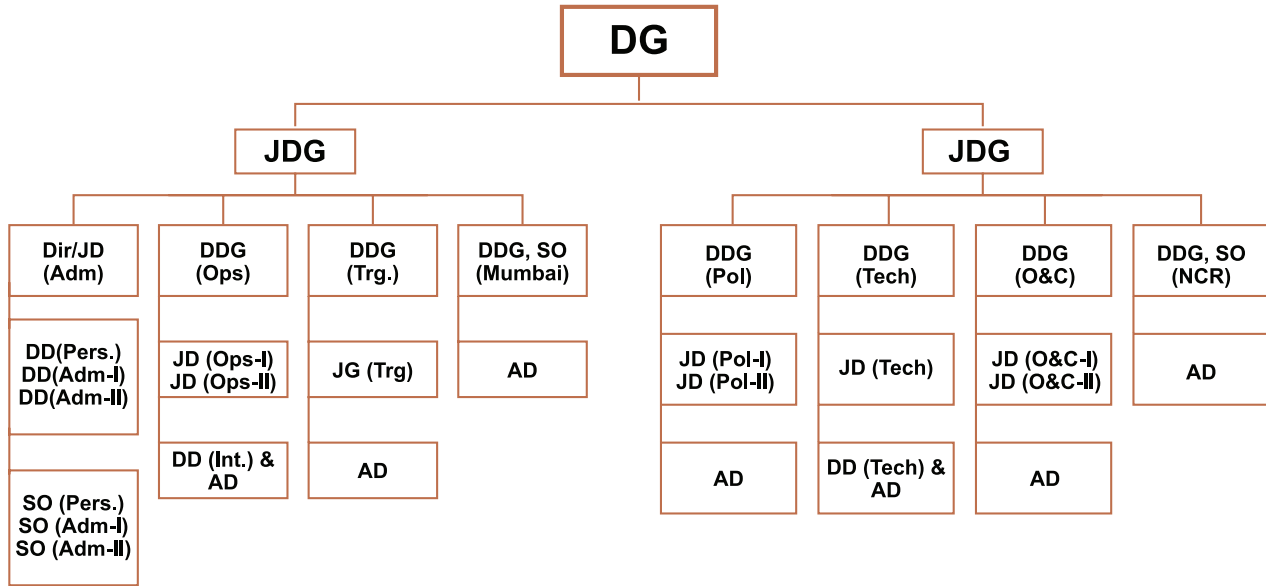 DG
JDG
JDG
Dir/JD
(Adm)
DDG
(Ops)
DDG
(Trg.)
DDG, SO
(Mumbai)
DDG
(Pol)
DDG
(Tech)
DDG
(O&C)
DDG, SO
(NCR)
DD(Pers.)
DD(Adm-I)
DD(Adm-II)
JD (Ops-I)
JD (Ops-II)
JG (Trg)
AD
JD (Pol-I)
JD (Pol-II)
JD (Tech)
JD (O&C-I)
JD (O&C-II)
AD
SO (Pers.)
SO (Adm-I)
SO (Adm-II)
DD (Int.) &
AD
AD
AD
DD (Tech) &
AD
AD